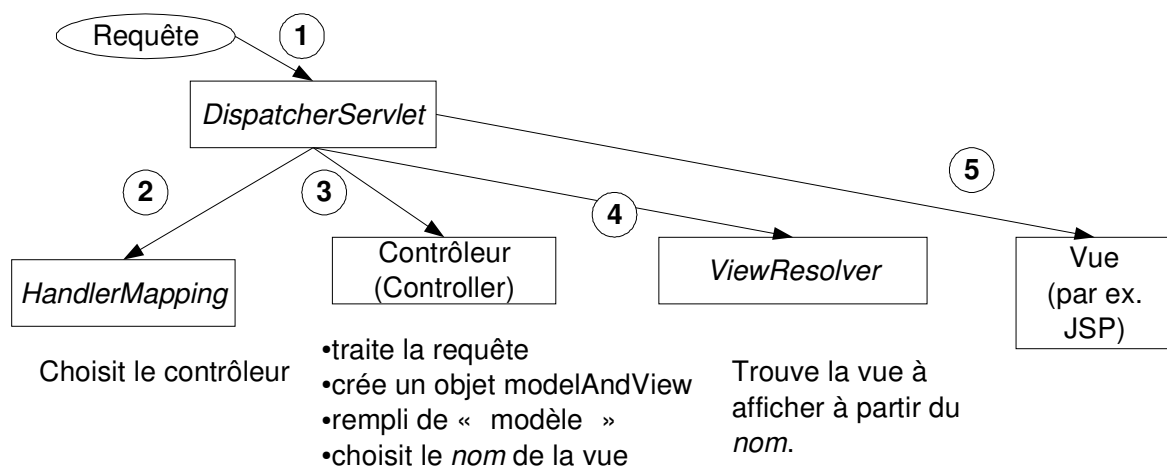 Requête
1
DispatcherServlet
2
3
4
5
HandlerMapping
Contrôleur
(Controller)
ViewResolver
Vue
(par ex.
JSP)
Choisit le contrôleur
•traite la requête
•crée un objet modelAndView
•rempli de « modèle »
•choisit le nom de la vue
Trouve la vue à
afficher à partir du
nom.